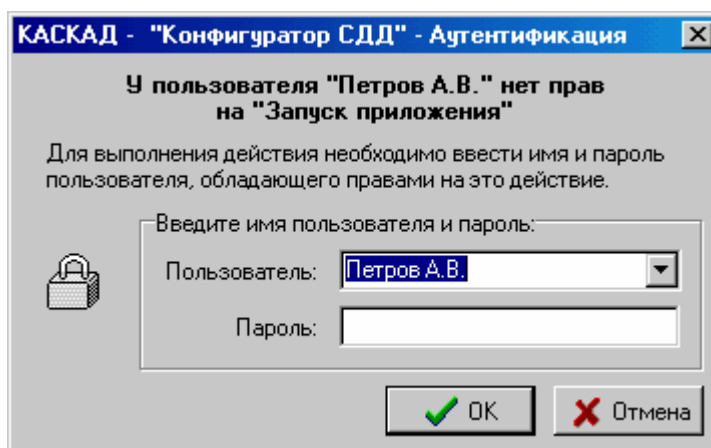 КАСКАД - "Конфигуратор СДД" - Аутентификация
У пользователя "Петров А.В." нет прав
на "Запуск приложения"
Для выполнения действия необходимо ввести имя и пароль
пользователя, обладающего правами на это действие.
Введите имя пользователя и пароль:
Пользователь: Петров А.В.
Пароль:
OK Отмена